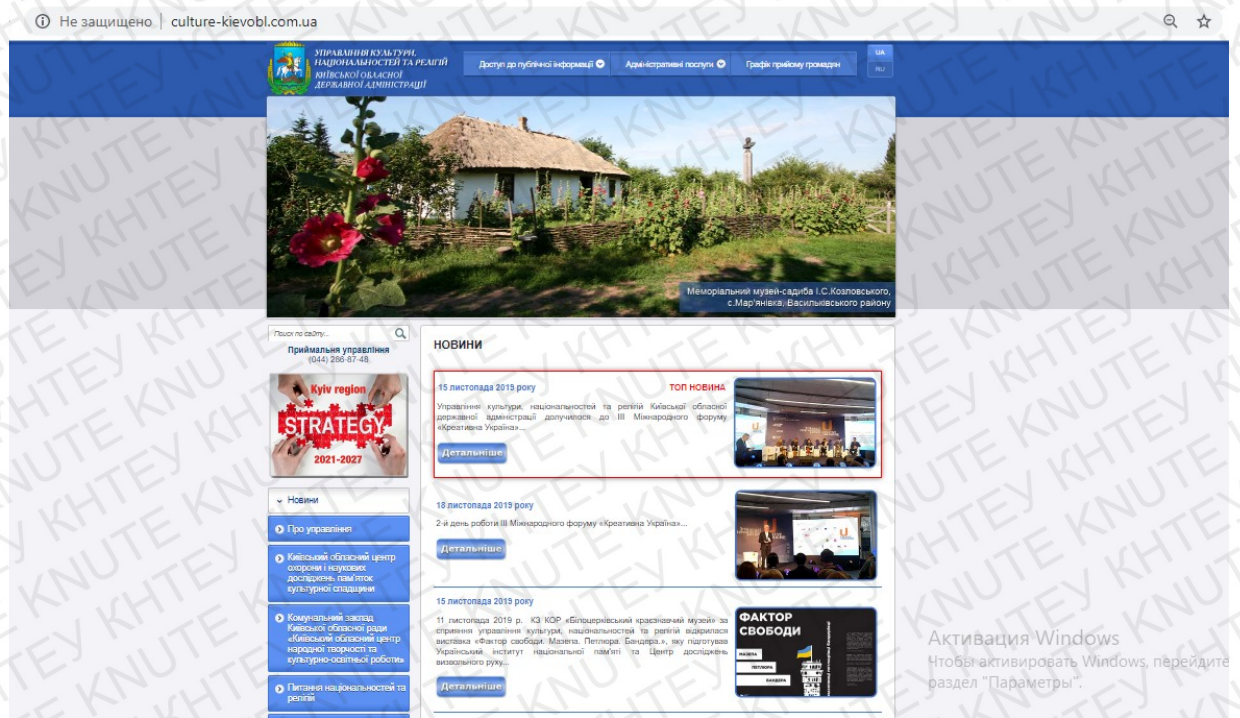 Не защищено | culture-kievobl.com.ua
УПРАВЛІННЯ КУЛЬТУРИ,
НАЦІОНАЛЬНОСТЕЙ ТА РЕЛІГІЙ
КИЇВСЬКОЇ ОБЛАСНОЇ
ДЕРЖАВНОЇ АДМІНІСТРАЦІЇ
Доступ до публічної інформації
Адміністративні послуги
Графік прийому громадян
UA
RU
Меморіальний музей-садиба І.С.Козловського,
с.Мар'янівка, Васильківського району
Поиск по сайту...
Приймальня управління
(044) 286-87-48
Kyiv region
STRATEGY
2021-2027
Новини
Про управління
Київський обласний центр
охорони і наукових
досліджень пам'яток
культурної спадщини
Комунальний заклад
Київської обласної ради
«Київський обласний центр
народної творчості та
культурно-освітньої роботи»
Питання національностей та
релігій
НОВИНИ
15 листопада 2019 року
ТОП НОВИНА
Управління культури, національностей та релігій Київської обласної
державної адміністрації долучилося до ІІІ Міжнародного форуму
«Креативна Україна»...
Детальніше
18 листопада 2019 року
2-й день роботи ІІІ Міжнародного форуму «Креативна Україна»...
Детальніше
15 листопада 2019 року
11 листопада 2019 р. КЗ КОР «Білоцерківський краєзнавчий музей» за
сприяння управління культури, національностей та релігій відкрилася
виставка «Фактор свободи. Мазепа. Петлюра. Бандера.», яку підготував
Український інститут національної пам'яті та Центр досліджень
визвольного руху...
Детальніше
ФАКТОР
СВОБОДИ
МАЗЕПА
ПЕТЛЮРА
БАНДЕРА
Активация Windows
Чтобы активировать Windows, перейдите
раздел "Параметры".
КНТЕУ KNUTE